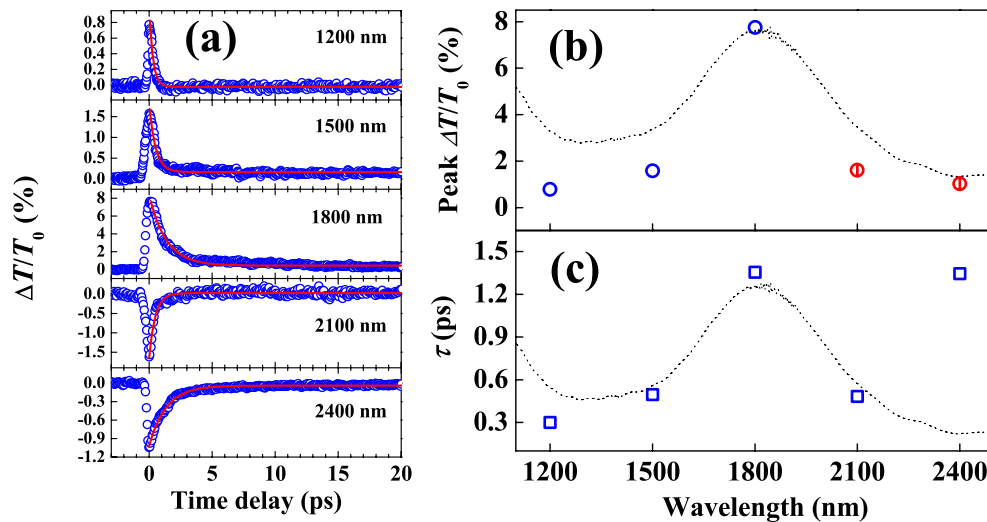 (a)
ΔT/T0 (%)
0.8
0.4
0.2
0.0
1200 nm
1.5
1.0
0.5
0.0
1500 nm
8
6
4
2
0
1800 nm
0.0
-0.5
-1.0
-1.5
2100 nm
0.0
-0.3
-0.6
-0.9
-1.2
2400 nm
0 5 10 15 20
Time delay (ps)
(b)
Peak ΔT/T0 (%)
8
6
4
2
0
(c)
τ (ps)
1.5
1.2
0.9
0.6
0.3
1200 1500 1800 2100 2400
Wavelength (nm)